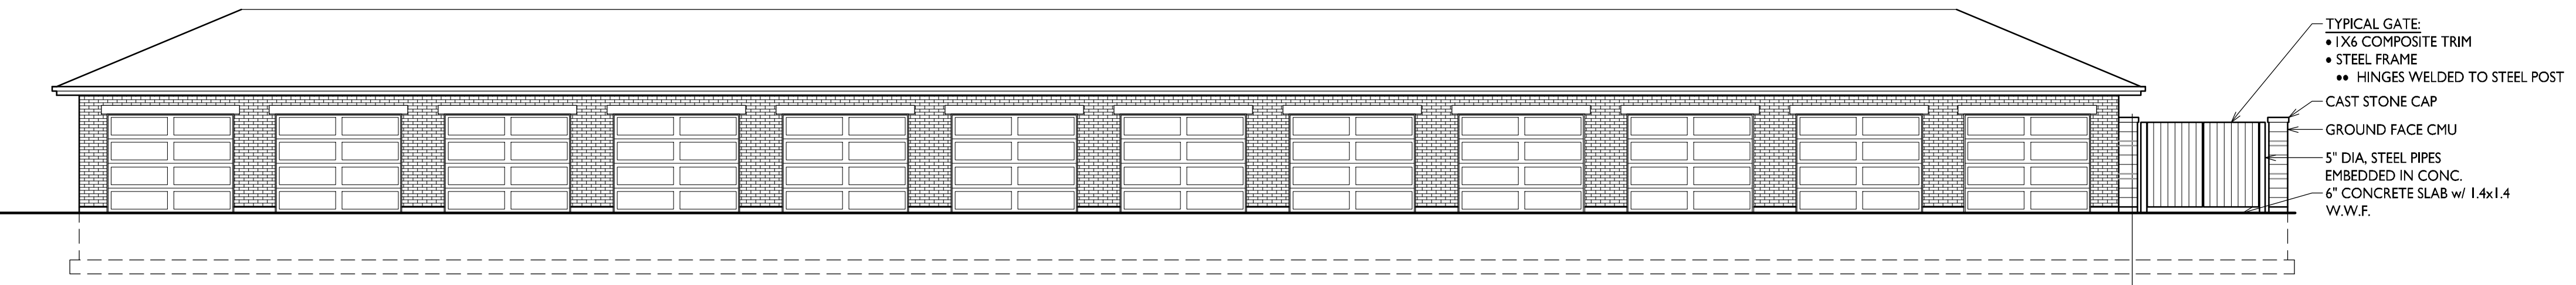 TYPICAL GATE:
• 1X6 COMPOSITE TRIM
• STEEL FRAME
•• HINGES WELDED TO STEEL POST
CAST STONE CAP
GROUND FACE CMU
5" DIA, STEEL PIPES
EMBEDDED IN CONC.
6" CONCRETE SLAB w/ 1.4x1.4
W.W.F.